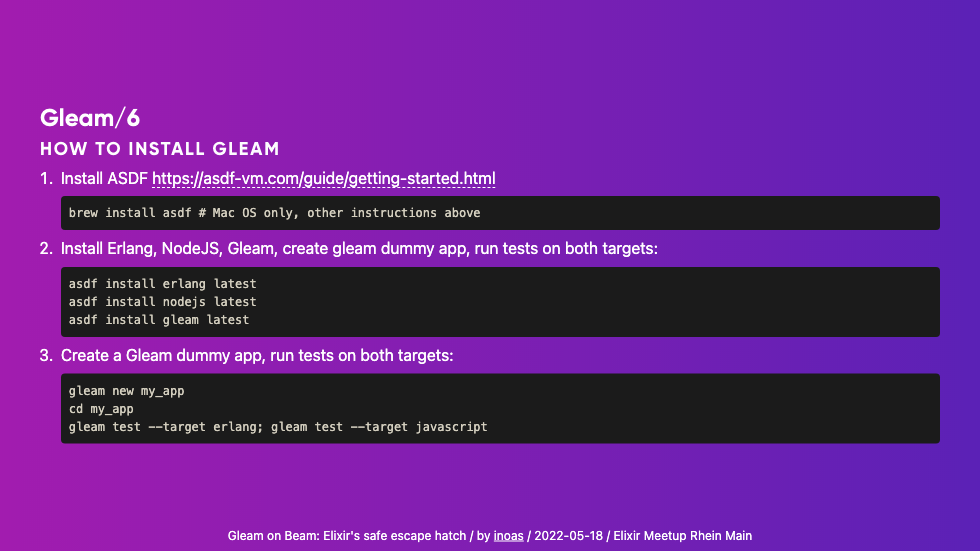 Gleam/6
HOW TO INSTALL GLEAM
1. Install ASDF https://asdf-vm.com/guide/getting-started.html
brew install asdf # Mac OS only, other instructions above
2. Install Erlang, NodeJS, Gleam, create gleam dummy app, run tests on both targets:
asdf install erlang latest
asdf install nodejs latest
asdf install gleam latest
3. Create a Gleam dummy app, run tests on both targets:
gleam new my_app
cd my_app
gleam test --target erlang; gleam test --target javascript
Gleam on Beam: Elixir's safe escape hatch / by inoas / 2022-05-18 / Elixir Meetup Rhein Main